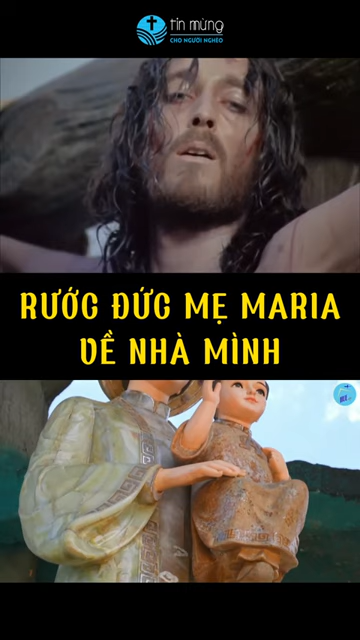 tin mừng
CHO NGƯỜI NGHÈO
RƯỚC ĐỨC MẸ MARIA
VỀ NHÀ MÌNH